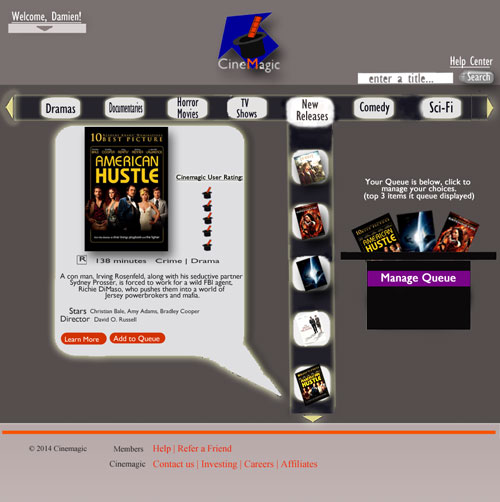 Welcome, Damien!
CineMagic
Help Center
enter a title...
Search
Dramas
Documentaries
Horror
Movies
TV
Shows
New
Releases
Comedy
Sci-Fi
BEST PICTURE
AMERICAN
HUSTLE
Cinemagic User Rating:
R 138 minutes Crime | Drama
A con man, Irving Rosenfeld, along with his seductive partner
Sydney Prosser, is forced to work for a wild FBI agent,
Richie DiMaso, who pushes them into a world of
Jersey powerbrokers and mafia.
Stars Christian Bale, Amy Adams, Bradley Cooper
Director David O. Russell
Learn More
Add to Queue
Your Queue is below, click to
manage your choices.
(top 3 items it queue displayed)
AMERICAN
HUSTLE
Manage Queue
© 2014 Cinemagic
Members Help | Refer a Friend
Cinemagic Contact us | Investing | Careers | Affiliates